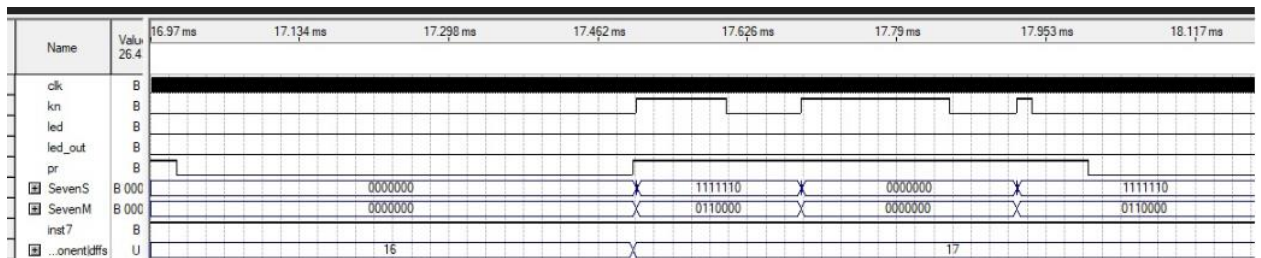 Name Valu 26.4 16.97 ms 17.134 ms 17.298 ms 17.462 ms 17.626 ms 17.79 ms 17.953 ms 18.117 ms
clk B
kn B
led B
led_out B
pr B
SevenS B 000 0000000 1111110 0000000 1111110
SevenM B 000 0000000 0110000 0000000 0110000
inst7 B
...onent|dffs U 16 17